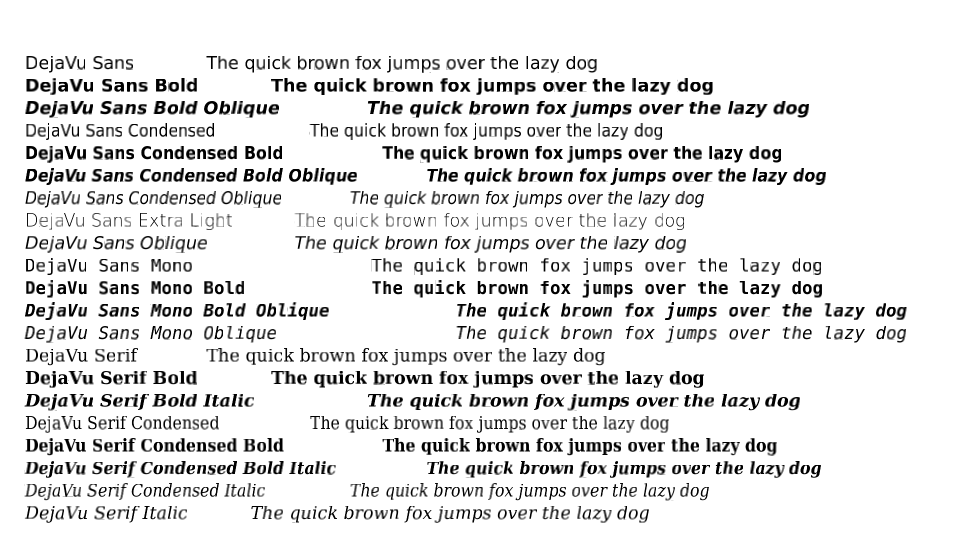 DejaVu Sans The quick brown fox jumps over the lazy dog
DejaVu Sans Bold The quick brown fox jumps over the lazy dog
DejaVu Sans Bold Oblique The quick brown fox jumps over the lazy dog
DejaVu Sans Condensed The quick brown fox jumps over the lazy dog
DejaVu Sans Condensed Bold The quick brown fox jumps over the lazy dog
DejaVu Sans Condensed Bold Oblique The quick brown fox jumps over the lazy dog
DejaVu Sans Condensed Oblique The quick brown fox jumps over the lazy dog
DejaVu Sans Extra Light The quick brown fox jumps over the lazy dog
DejaVu Sans Oblique The quick brown fox jumps over the lazy dog
DejaVu Sans Mono The quick brown fox jumps over the lazy dog
DejaVu Sans Mono Bold The quick brown fox jumps over the lazy dog
DejaVu Sans Mono Bold Oblique The quick brown fox jumps over the lazy dog
DejaVu Sans Mono Oblique The quick brown fox jumps over the lazy dog
DejaVu Serif The quick brown fox jumps over the lazy dog
DejaVu Serif Bold The quick brown fox jumps over the lazy dog
DejaVu Serif Bold Italic The quick brown fox jumps over the lazy dog
DejaVu Serif Condensed The quick brown fox jumps over the lazy dog
DejaVu Serif Condensed Bold The quick brown fox jumps over the lazy dog
DejaVu Serif Condensed Bold Italic The quick brown fox jumps over the lazy dog
DejaVu Serif Condensed Italic The quick brown fox jumps over the lazy dog
DejaVu Serif Italic The quick brown fox jumps over the lazy dog